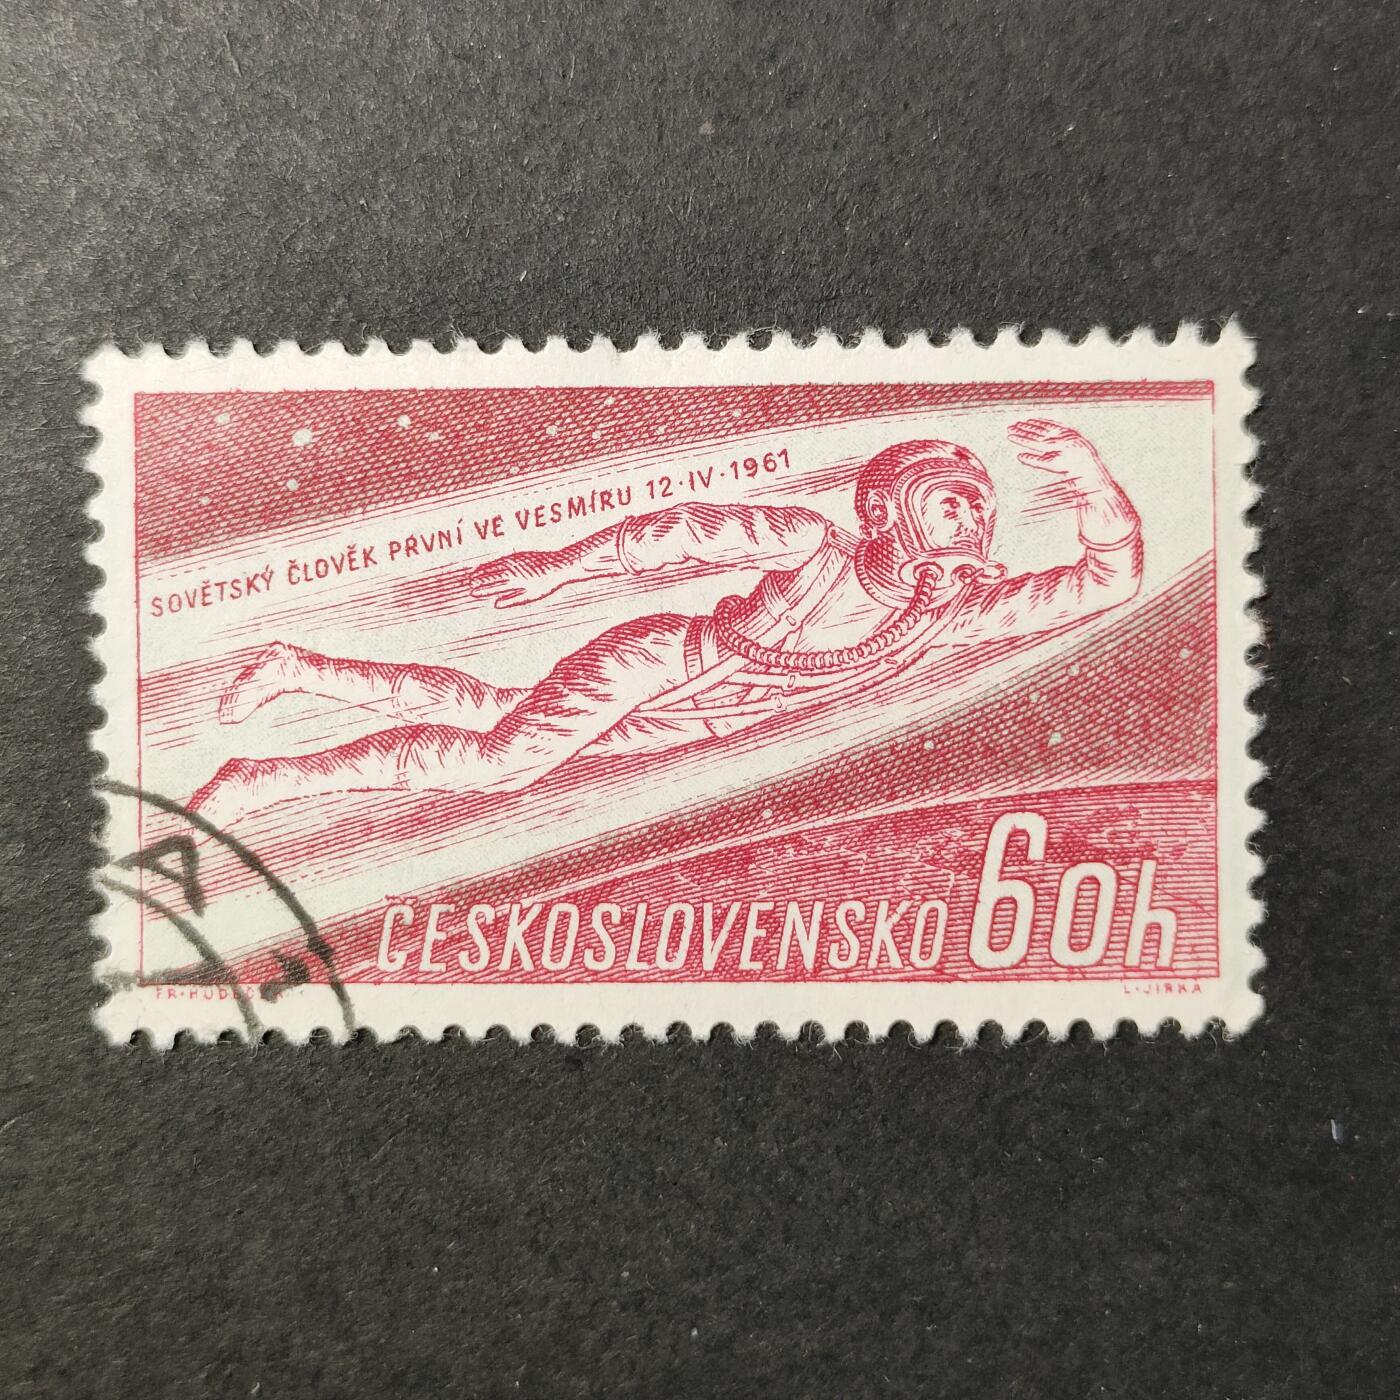 SOVĚTSKÝ ČLOVĚK PRVNÍ VE VESMÍRU 12·IV·1961
ČESKOSLOVENSKO 60h
L·JIRKA